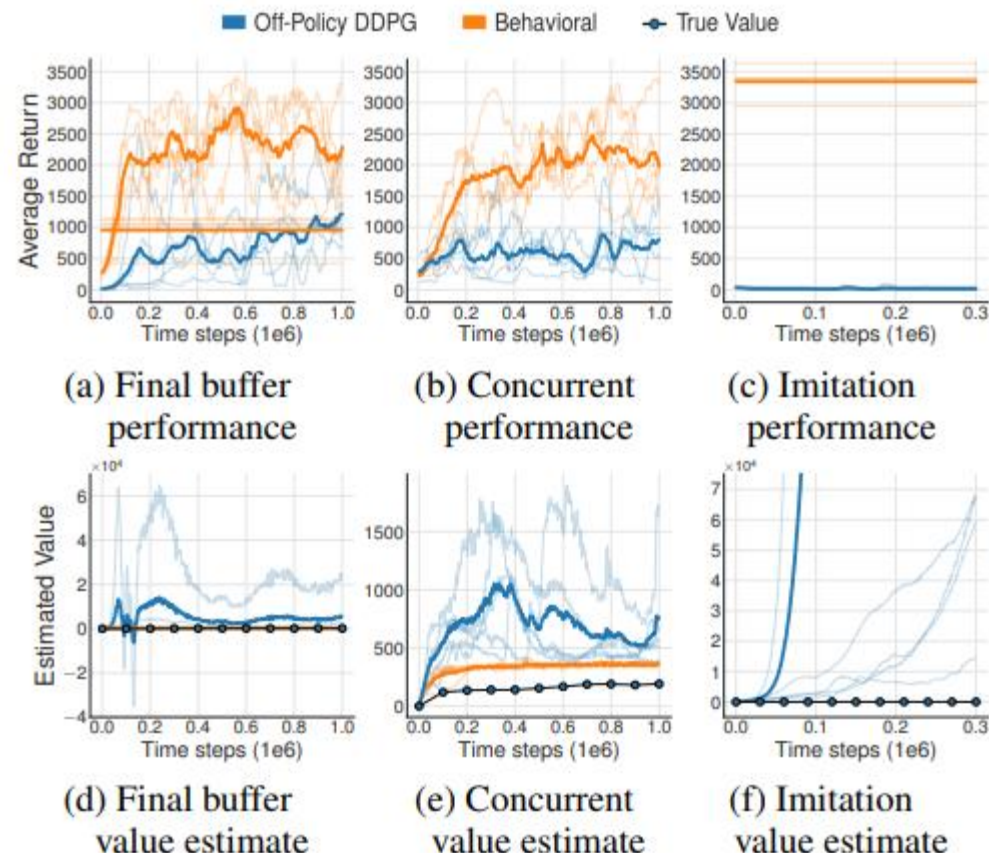 Off-Policy DDPG Behavioral True Value
Average Return
3500
3000
2500
2000
1500
1000
500
0
0.0 0.2 0.4 0.6 0.8 1.0
Time steps (1e6)
(a) Final buffer
performance
3500
3000
2500
2000
1500
1000
500
0
0.0 0.2 0.4 0.6 0.8 1.0
Time steps (1e6)
(b) Concurrent
performance
3500
3000
2500
2000
1500
1000
500
0
0.0 0.1 0.2 0.3
Time steps (1e6)
(c) Imitation
performance
Estimated Value
×10⁴
6
4
2
0
−2
−4
0.0 0.2 0.4 0.6 0.8 1.0
Time steps (1e6)
(d) Final buffer
value estimate
1500
1000
500
0
0.0 0.2 0.4 0.6 0.8 1.0
Time steps (1e6)
(e) Concurrent
value estimate
×10⁴
7
6
5
4
3
2
1
0
0.0 0.1 0.2 0.3
Time steps (1e6)
(f) Imitation
value estimate